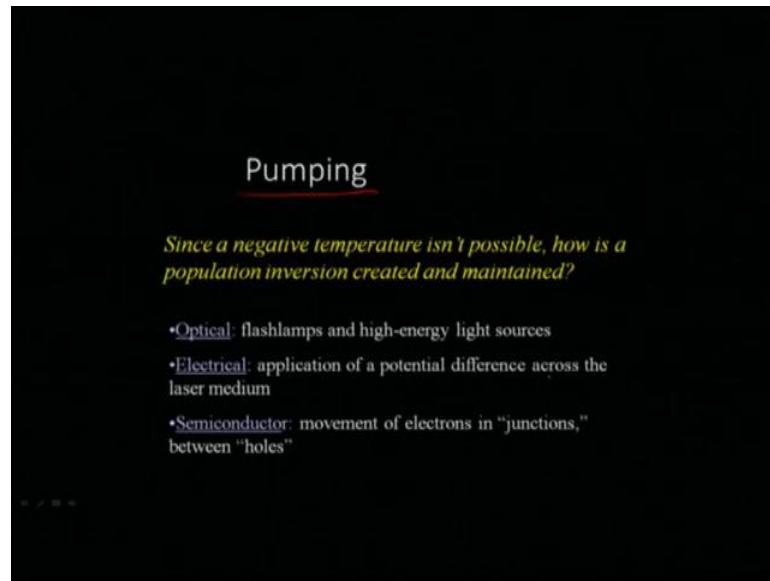 Pumping
Since a negative temperature isn't possible, how is a
population inversion created and maintained?
•Optical: flashlamps and high-energy light sources
•Electrical: application of a potential difference across the
laser medium
•Semiconductor: movement of electrons in “junctions,”
between “holes”